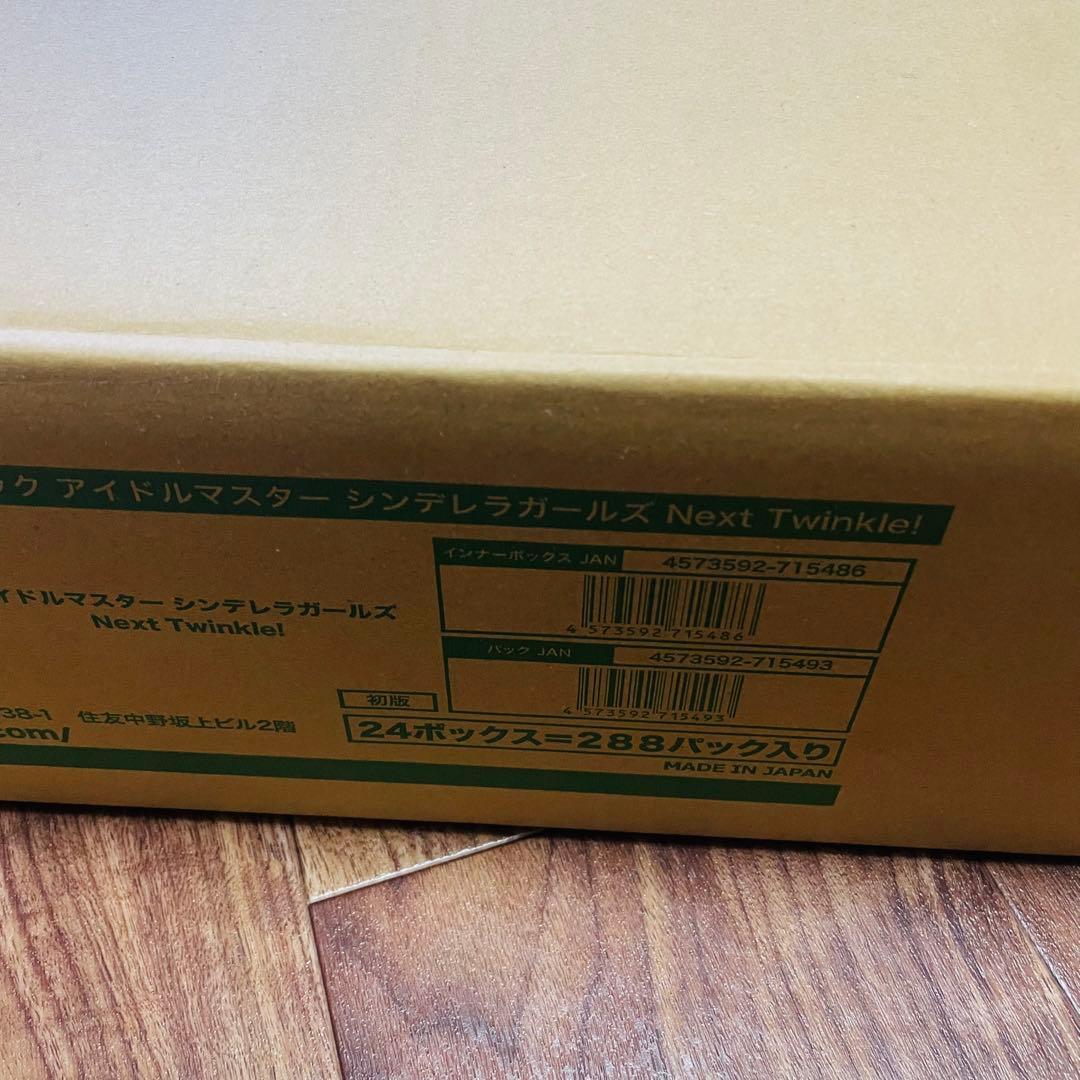 ック アイドルマスター シンデレラガールズ Next Twinkle!
インナーボックス JAN 4573592-715486
4 573592 715486
イドルマスター シンデレラガールズ
Next Twinkle!
パック JAN 4573592-715493
4 573592 715493
初版
38-1 住友中野坂上ビル2階
.com/
24ボックス=288パック入り
MADE IN JAPAN